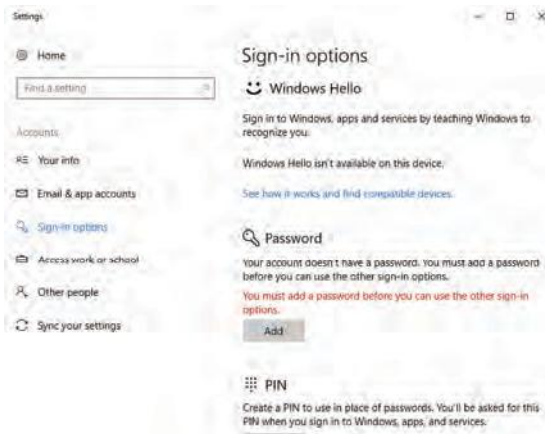 Settings
Home
Find a setting
Accounts
Your info
Email & app accounts
Sign-in options
Access work or school
Other people
Sync your settings
Sign-in options
Windows Hello
Sign in to Windows, apps and services by teaching Windows to
recognize you.
Windows Hello isn't available on this device.
See how it works and find compatible devices.
Password
Your account doesn't have a password. You must add a password
before you can use the other sign-in options.
You must add a password before you can use the other sign-in
options.
Add
PIN
Create a PIN to use in place of passwords. You'll be asked for this
PIN when you sign in to Windows, apps, and services.